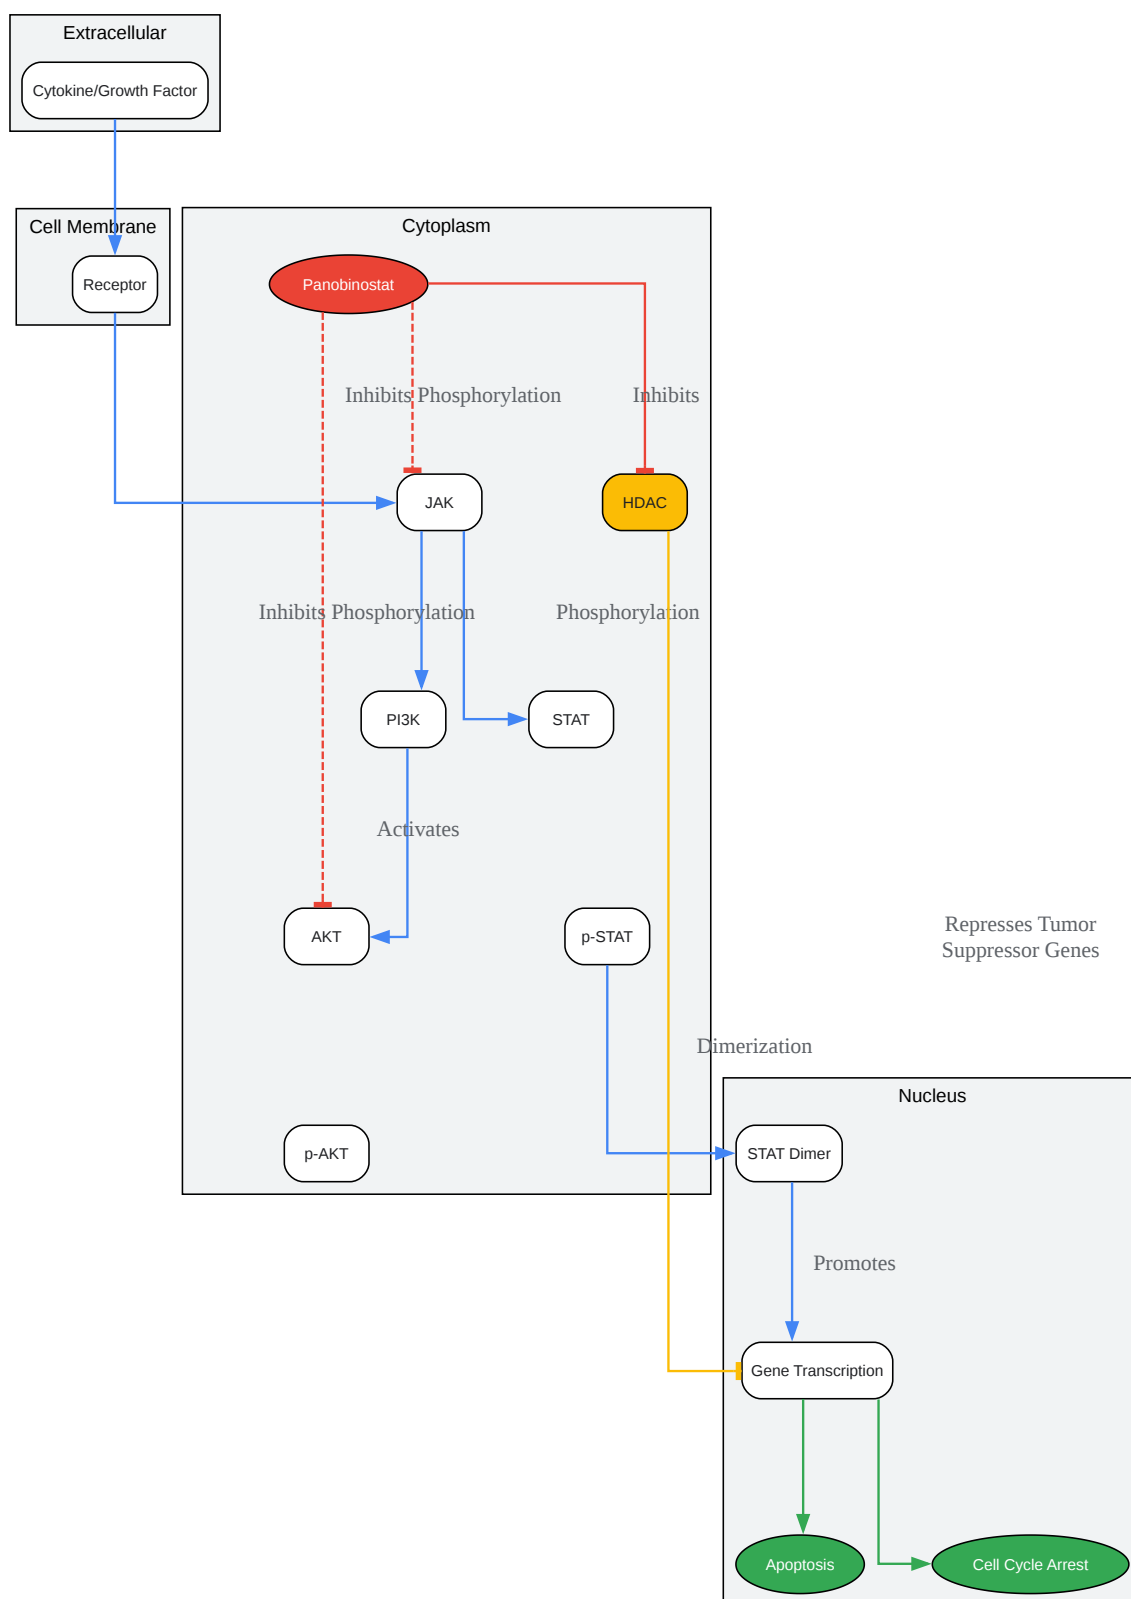 Extracellular
Cytokine/Growth Factor
Cell Membrane
Receptor
Cytoplasm
Panobinostat
Inhibits Phosphorylation
Inhibits
JAK
HDAC
Inhibits Phosphorylation
Phosphorylation
PI3K
STAT
Activates
AKT
p-STAT
Represses Tumor
Suppressor Genes
Dimerization
Nucleus
p-AKT
STAT Dimer
Promotes
Gene Transcription
Apoptosis
Cell Cycle Arrest